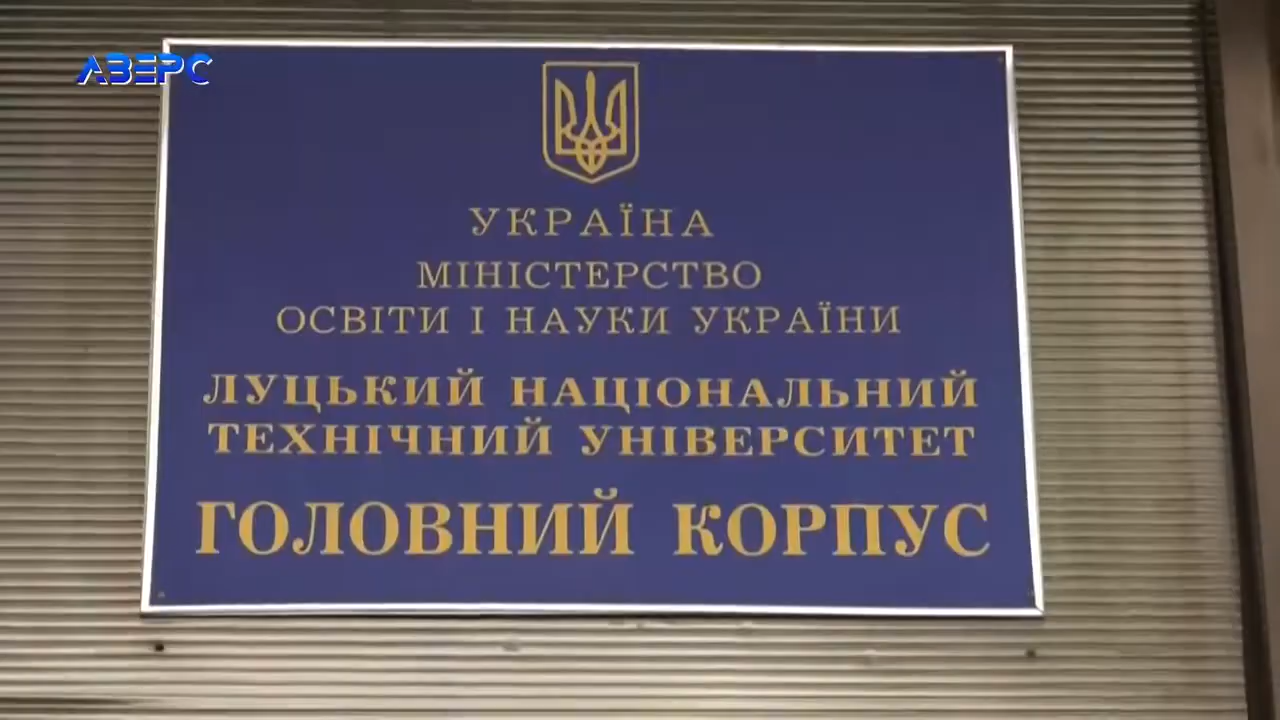 АВЕРС
УКРАЇНА
МІНІСТЕРСТВО
ОСВІТИ І НАУКИ УКРАЇНИ
ЛУЦЬКИЙ НАЦІОНАЛЬНИЙ
ТЕХНІЧНИЙ УНІВЕРСИТЕТ
ГОЛОВНИЙ КОРПУС